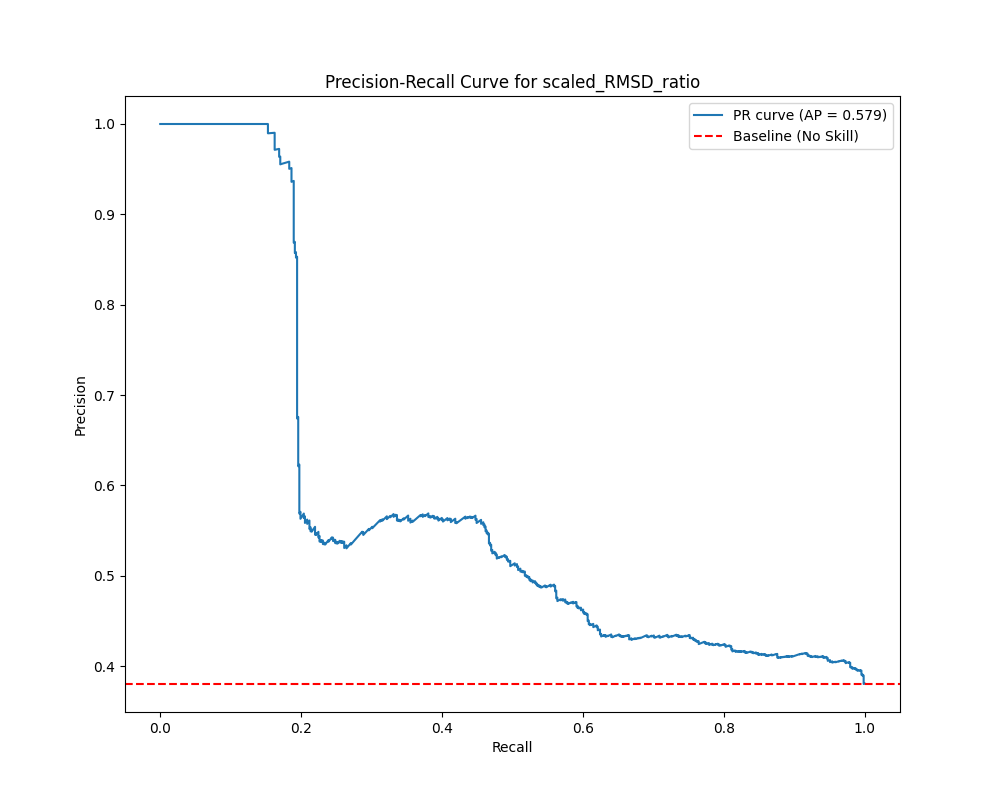 Precision-Recall Curve for scaled_RMSD_ratio
PR curve (AP = 0.579)
Baseline (No Skill)
1.0
0.9
0.8
0.7
0.6
0.5
0.4
Precision
0.0 0.2 0.4 0.6 0.8 1.0
Recall